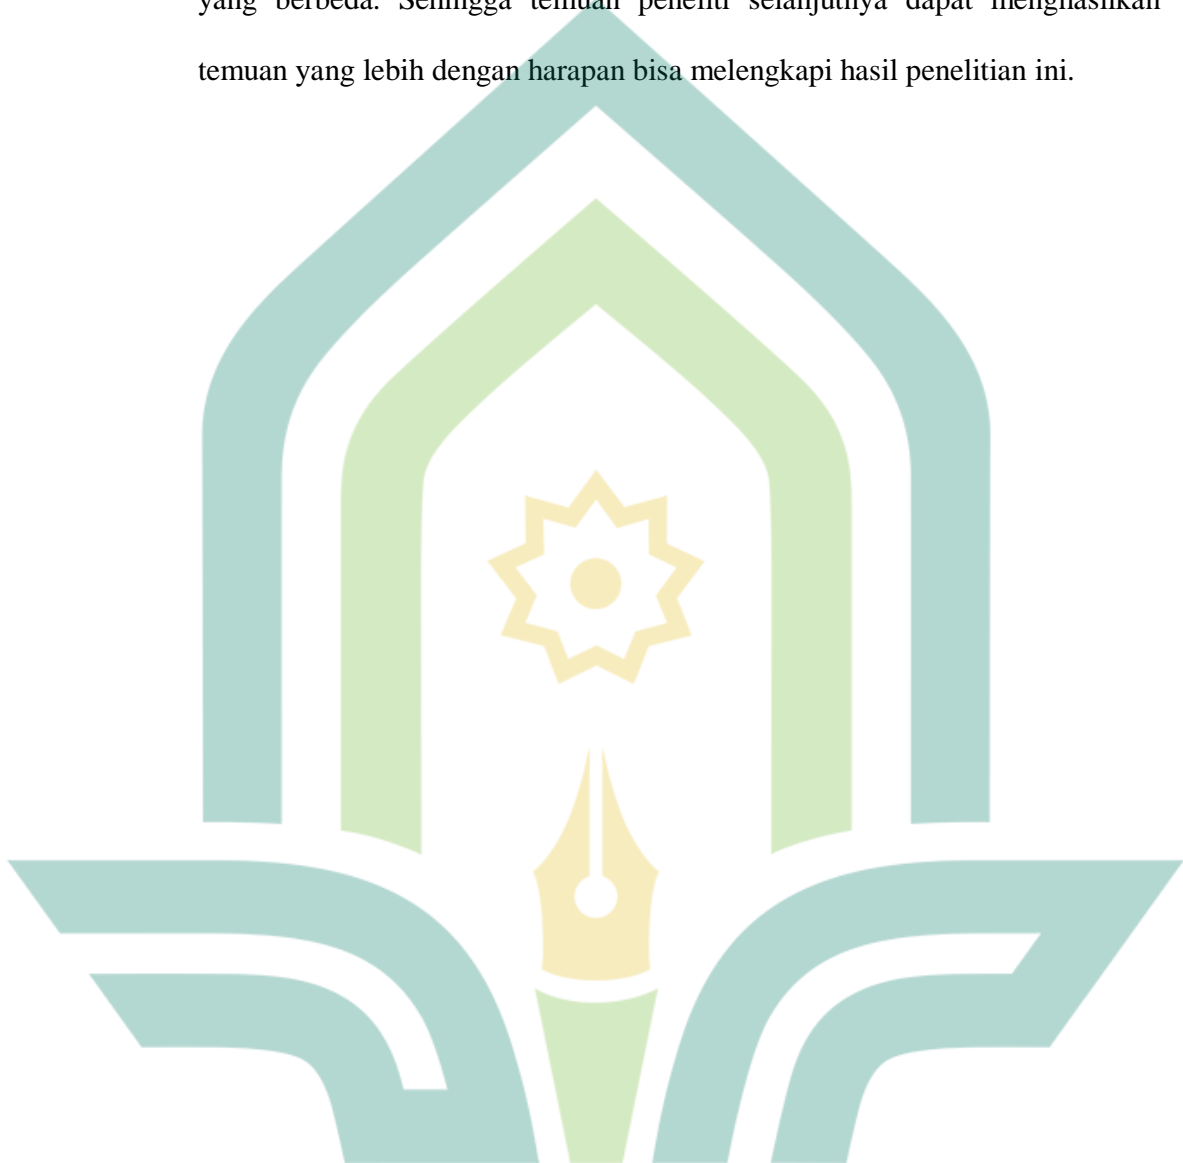 yang berbeda. Sehingga temuan peneliti selanjutnya dapat menghasilkan
temuan yang lebih dengan harapan bisa melengkapi hasil penelitian ini.